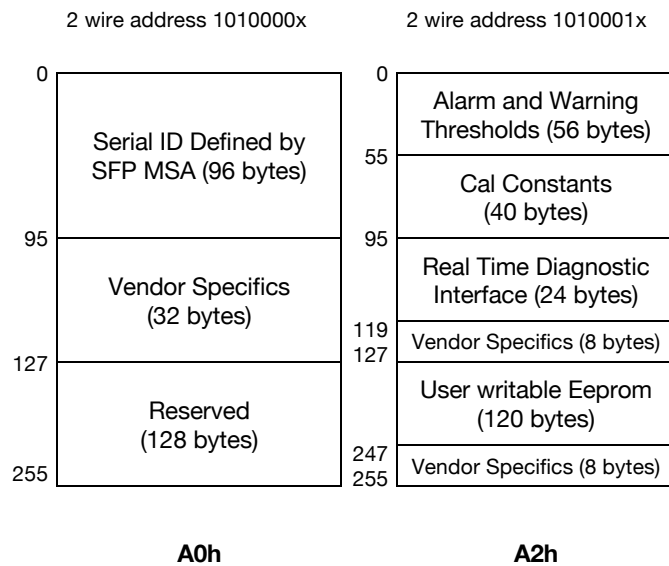 2 wire address 1010000x
0
Serial ID Defined by
SFP MSA (96 bytes)
95
Vendor Specifics
(32 bytes)
127
Reserved
(128 bytes)
255
A0h
2 wire address 1010001x
0
Alarm and Warning
Thresholds (56 bytes)
55
Cal Constants
(40 bytes)
95
Real Time Diagnostic
Interface (24 bytes)
119
Vendor Specifics (8 bytes)
127
User writable Eeprom
(120 bytes)
247
Vendor Specifics (8 bytes)
255
A2h